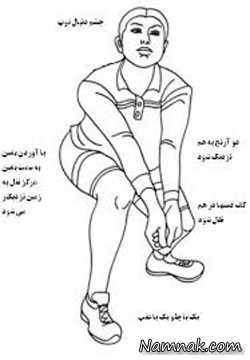 چشم دنبال توپ
دو آرنج به هم
نزدیک شود
با آوردن باسن
به سمت پایین
مرکز ثقل به
زمین نزدیکتر
می شود
کف دستها در هم
قفل شود
یک پا جلو یک پا عقب
Namnak.com